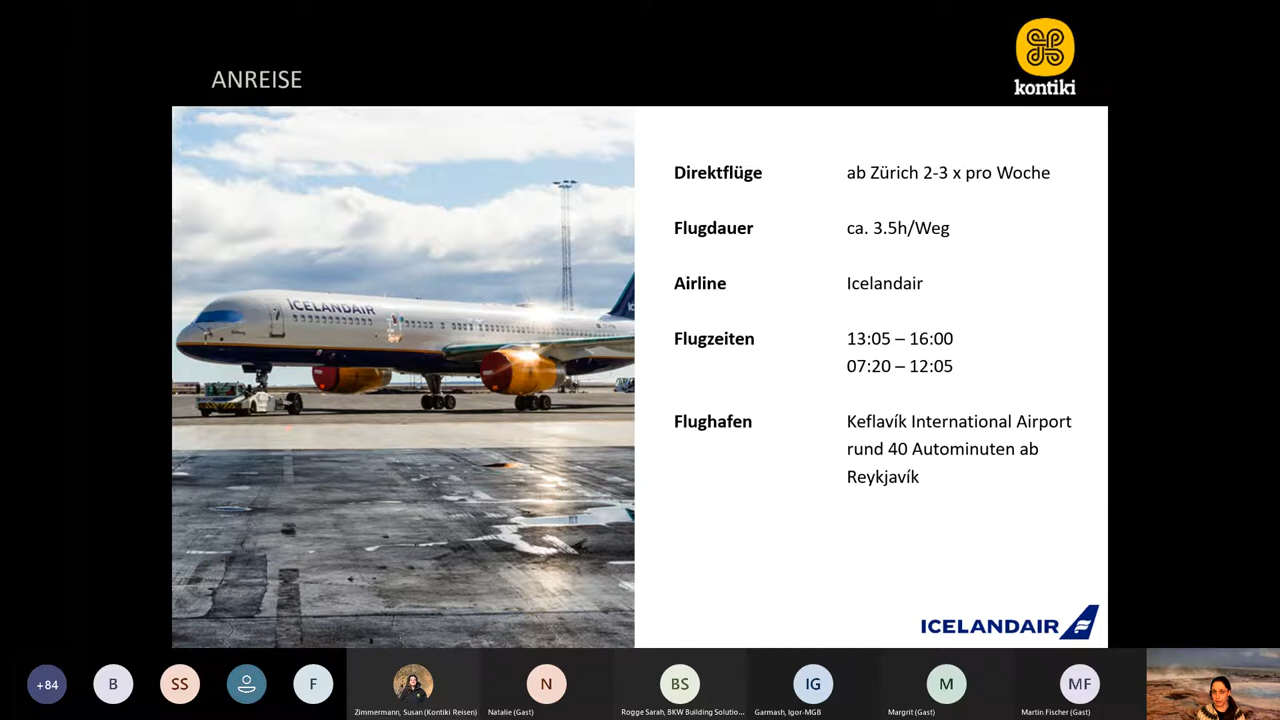 ANREISE
kontiki
ICELANDAIR
Direktflüge ab Zürich 2-3 x pro Woche
Flugdauer ca. 3.5h/Weg
Airline Icelandair
Flugzeiten 13:05 – 16:00
07:20 – 12:05
Flughafen Keflavík International Airport
rund 40 Autominuten ab
Reykjavík
ICELANDAIR
+84 B SS F N BS IG M MF
Zimmermann, Susan (Kontiki Reisen) Natalie (Gast) Rogge Sarah, BKW Building Solutio... Garmash, Igor-MGB Margrit (Gast) Martin Fischer (Gast)